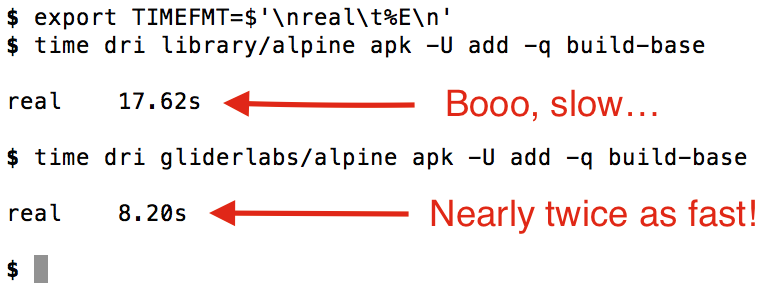 $ export TIMEFMT=$'\nreal\t%E\n'
$ time dri library/alpine apk -U add -q build-base
real 17.62s Booo, slow…
$ time dri gliderlabs/alpine apk -U add -q build-base
real 8.20s Nearly twice as fast!
$